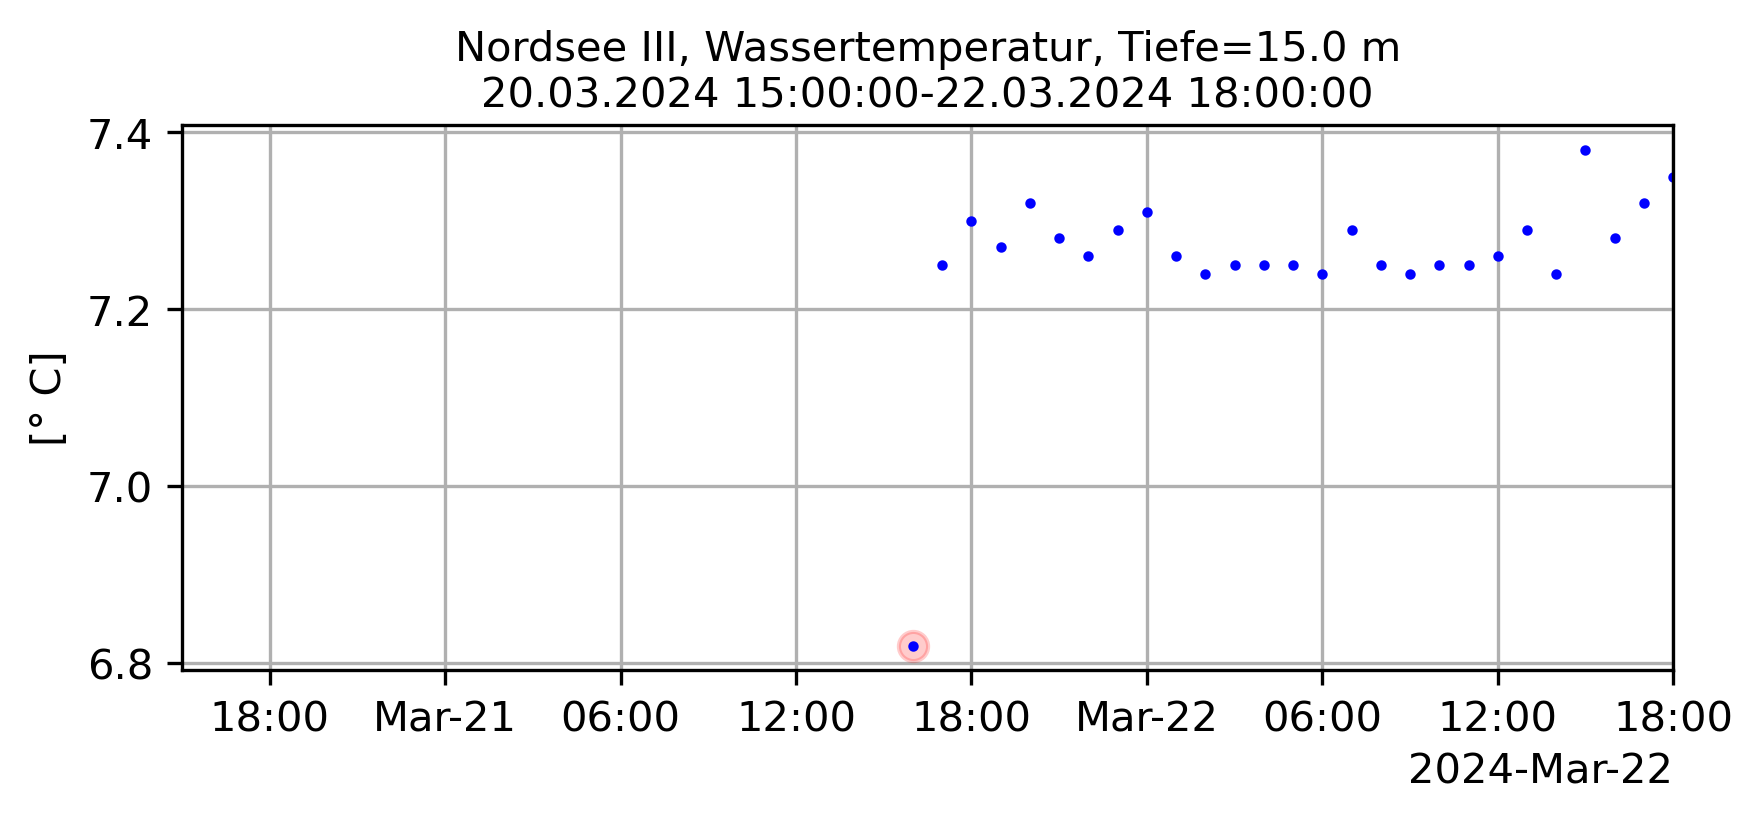 Nordsee III, Wassertemperatur, Tiefe=15.0 m
20.03.2024 15:00:00-22.03.2024 18:00:00
7.4
7.2
7.0
6.8
[° C]
18:00 Mar-21 06:00 12:00 18:00 Mar-22 06:00 12:00 18:00
2024-Mar-22